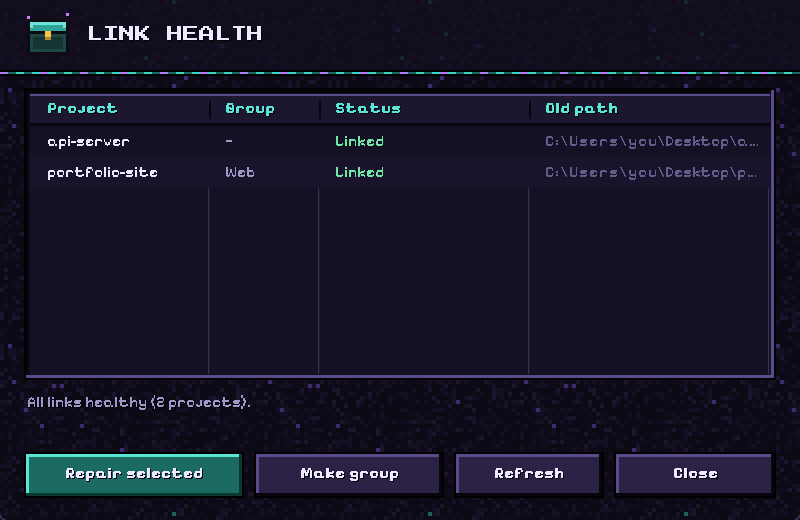 LINK HEALTH
Project Group Status Old path
api-server - Linked C:\Users\you\Desktop\a...
portfolio-site Web Linked C:\Users\you\Desktop\p...
All links healthy (2 projects).
Repair selected Make group Refresh Close